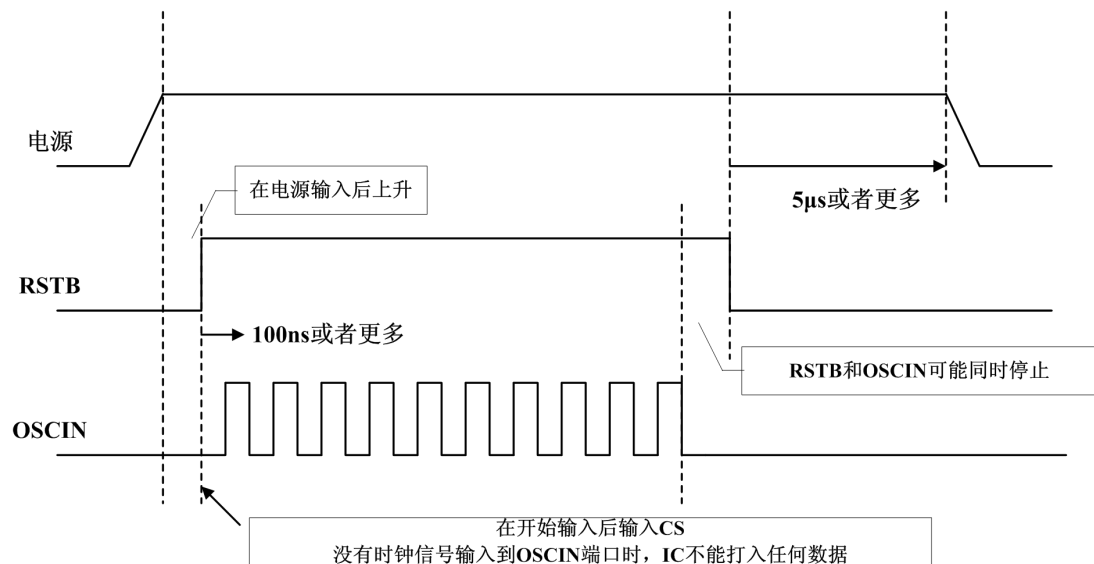 电源
在电源输入后上升
5μs或者更多
RSTB
100ns或者更多
RSTB和OSCIN可能同时停止
OSCIN
在开始输入后输入CS
没有时钟信号输入到OSCIN端口时，IC不能打入任何数据